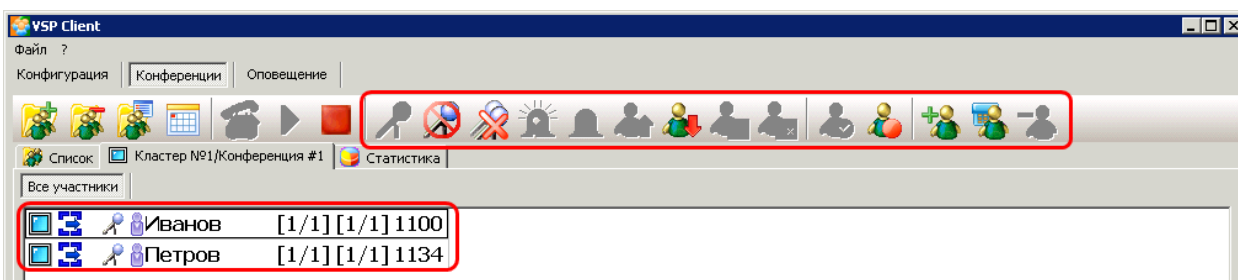 VSP Client
Файл ?
Конфигурация Конференции Оповещение
Список Кластер №1/Конференция #1 Статистика
Все участники
Иванов [1/1] [1/1] 1100
Петров [1/1] [1/1] 1134